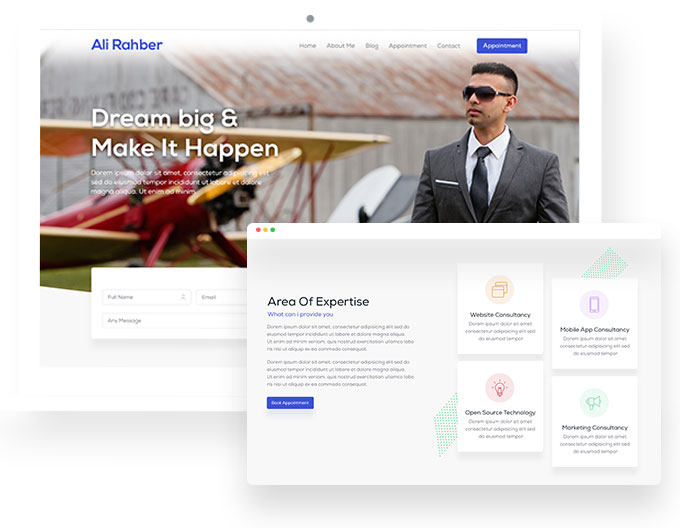 Ali Rahber
Home
About Me
Blog
Appointment
Contact
Appointment
Dream big &
Make It Happen
Dorem ipsum dolor sit amet, consectetur adipiscing elit,
sed do eiusmod tempor incididunt ut labore et dolore
magna aliqua. Ut enim ad minim
Full Name
Email
Any Message
Area Of Expertise
What can i provide you
Dorem ipsum dolor sit amet, consectetur adipiscing elit, sed do
eiusmod tempor incididunt ut labore et dolore magna aliqua.
Ut enim ad minim veniam, quis nostrud exercitation ullamco labo
ris nisi ut aliquip ex ea commodo consequat.
Dorem ipsum dolor sit amet, consectetur adipiscing elit, sed do
eiusmod tempor incididunt ut labore et dolore magna aliqua.
Ut enim ad minim veniam, quis nostrud exercitation ullamco labo
ris nisi ut aliquip ex ea commodo consequat.
Book Appointment
Website Consultancy
Dorem ipsum dolor sit amet,
consectetur adipiscing elit sed
do eiusmod tempor
Mobile App Consultancy
Dorem ipsum dolor sit amet,
consectetur adipiscing elit sed
do eiusmod tempor
Open Source Technology
Dorem ipsum dolor sit amet,
consectetur adipiscing elit sed
do eiusmod tempor
Marketing Consultancy
Dorem ipsum dolor sit amet,
consectetur adipiscing elit sed
do eiusmod tempor